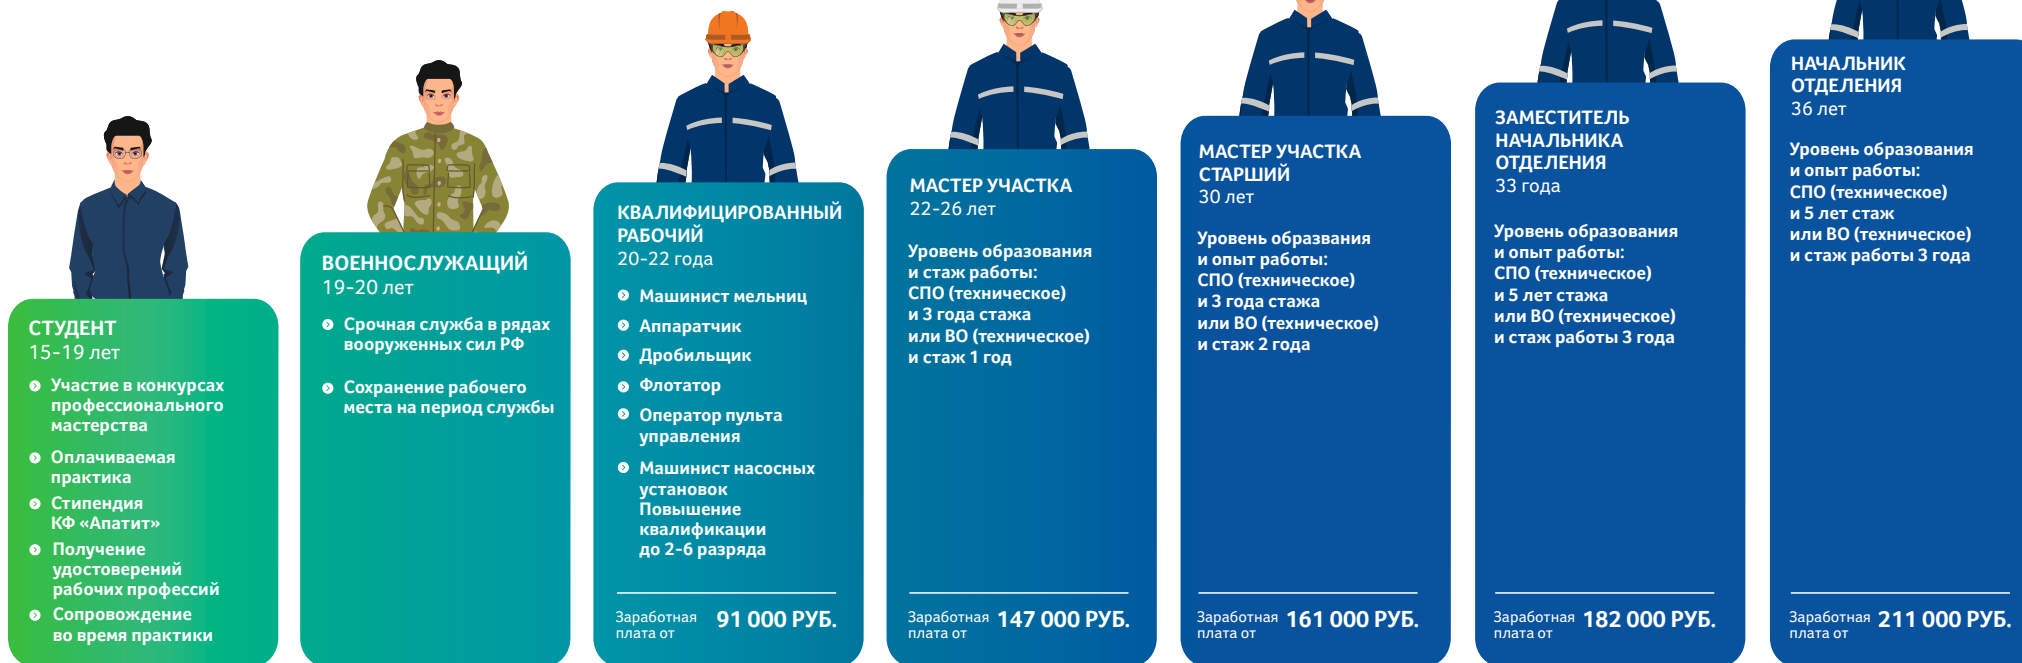 СТУДЕНТ
15-19 лет
Участие в конкурсах
профессионального
мастерства
Оплачиваемая
практика
Стипендия
КФ «Апатит»
Получение
удостоверений
рабочих профессий
Сопровождение
во время практики
ВОЕННОСЛУЖАЩИЙ
19-20 лет
Срочная служба в рядах
вооруженных сил РФ
Сохранение рабочего
места на период службы
КВАЛИФИЦИРОВАННЫЙ
РАБОЧИЙ
20-22 года
Машинист мельниц
Аппаратчик
Дробильщик
Флотатор
Оператор пульта
управления
Машинист насосных
установок
Повышение
квалификации
до 2-6 разряда
Заработная
плата от
91 000 РУБ.
МАСТЕР УЧАСТКА
22-26 лет
Уровень образования
и стаж работы:
СПО (техническое)
и 3 года стажа
или ВО (техническое)
и стаж 1 год
Заработная
плата от
147 000 РУБ.
МАСТЕР УЧАСТКА
СТАРШИЙ
30 лет
Уровень образвания
и опыт работы:
СПО (техническое)
и 3 года стажа
или ВО (техническое)
и стаж 2 года
Заработная
плата от
161 000 РУБ.
ЗАМЕСТИТЕЛЬ
НАЧАЛЬНИКА
ОТДЕЛЕНИЯ
33 года
Уровень образования
и опыт работы:
СПО (техническое)
и 5 лет стажа
или ВО (техническое)
и стаж работы 3 года
Заработная
плата от
182 000 РУБ.
НАЧАЛЬНИК
ОТДЕЛЕНИЯ
36 лет
Уровень образования
и опыт работы:
СПО (техническое)
и 5 лет стаж
или ВО (техническое)
и стаж работы 3 года
Заработная
плата от
211 000 РУБ.